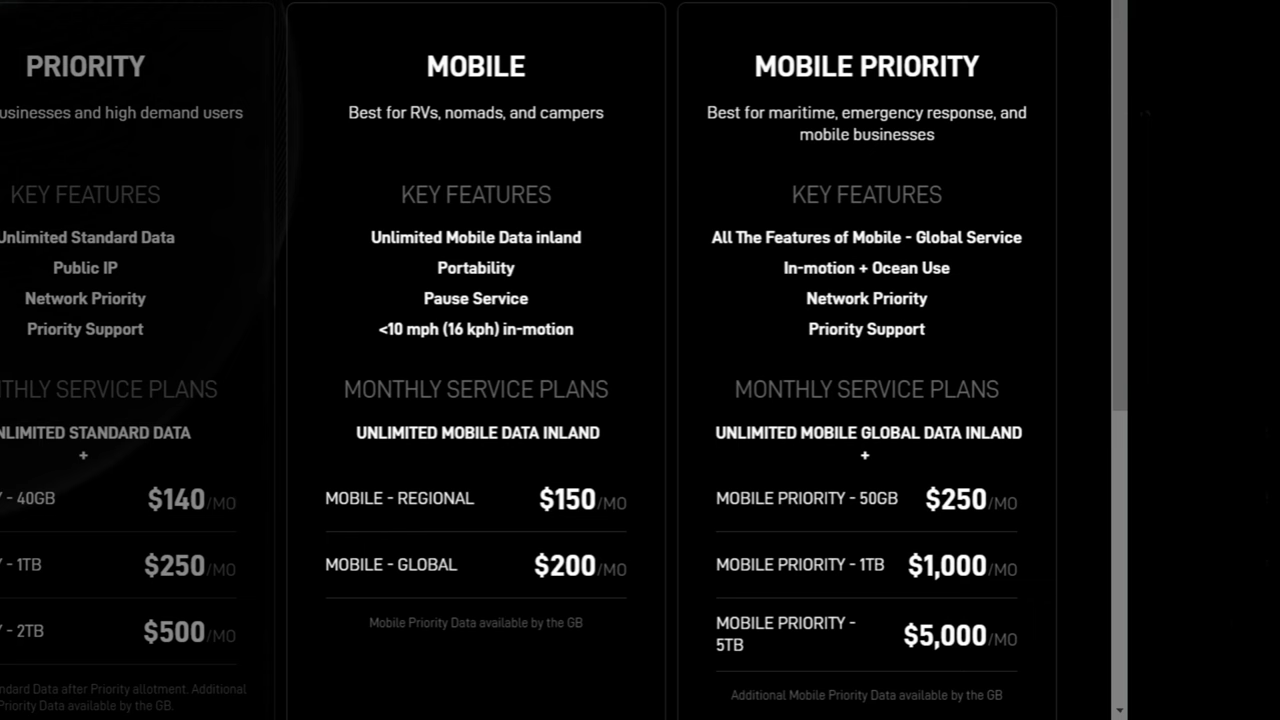 PRIORITY
usinesses and high demand users
KEY FEATURES
Unlimited Standard Data
Public IP
Network Priority
Priority Support
THLY SERVICE PLANS
NLIMITED STANDARD DATA
+
Y - 40GB $140/MO
- 1TB $250/MO
- 2TB $500/MO
ndard Data after Priority allotment. Additional
Priority Data available by the GB.
MOBILE
Best for RVs, nomads, and campers
KEY FEATURES
Unlimited Mobile Data inland
Portability
Pause Service
<10 mph (16 kph) in-motion
MONTHLY SERVICE PLANS
UNLIMITED MOBILE DATA INLAND
MOBILE - REGIONAL $150/MO
MOBILE - GLOBAL $200/MO
Mobile Priority Data available by the GB
MOBILE PRIORITY
Best for maritime, emergency response, and
mobile businesses
KEY FEATURES
All The Features of Mobile - Global Service
In-motion + Ocean Use
Network Priority
Priority Support
MONTHLY SERVICE PLANS
UNLIMITED MOBILE GLOBAL DATA INLAND
+
MOBILE PRIORITY - 50GB $250/MO
MOBILE PRIORITY - 1TB $1,000/MO
MOBILE PRIORITY -
5TB $5,000/MO
Additional Mobile Priority Data available by the GB